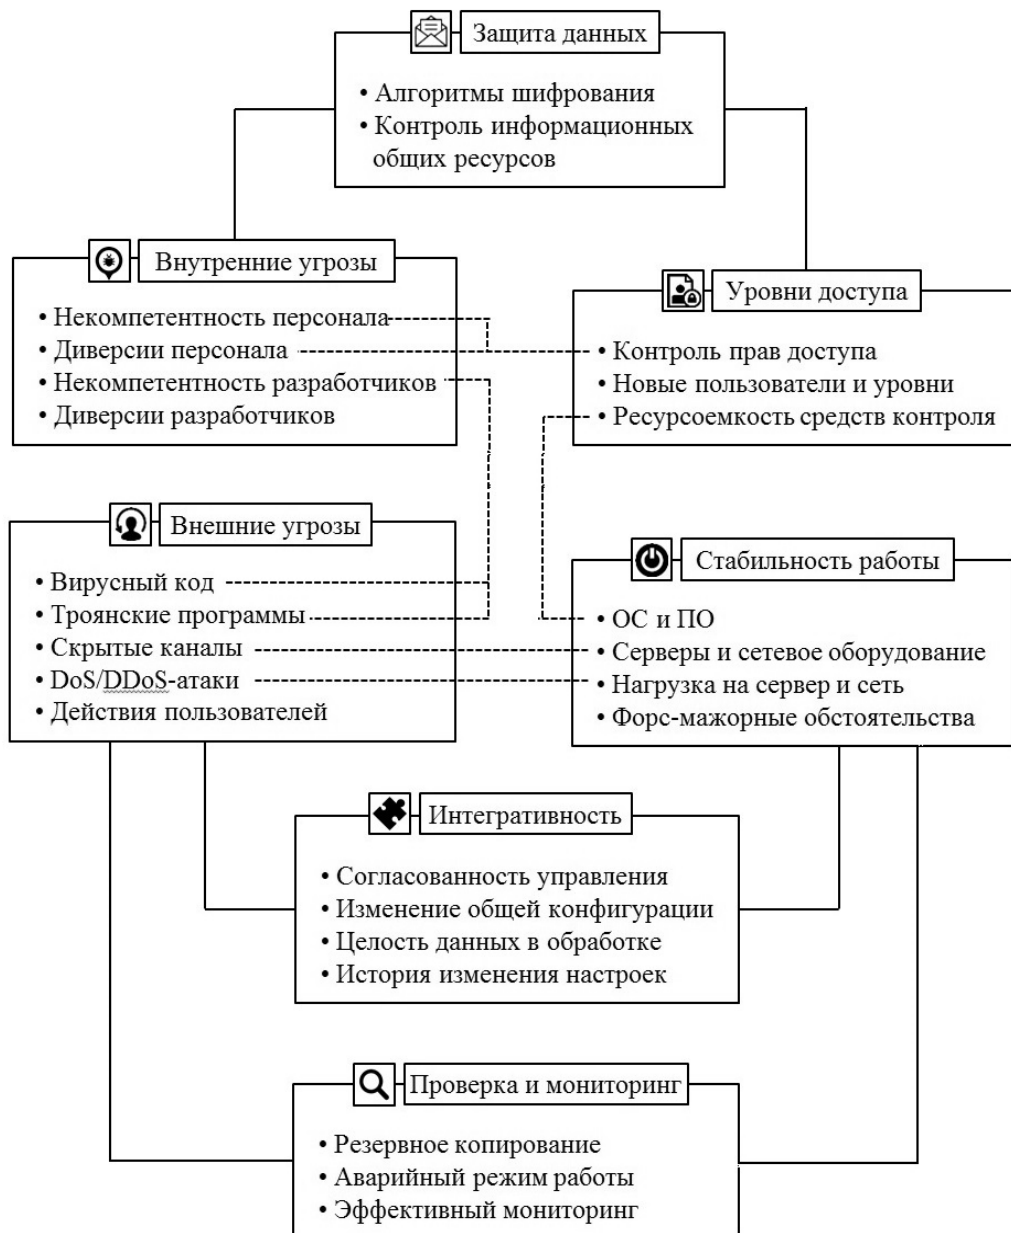 Защита данных
• Алгоритмы шифрования
• Контроль информационных
общих ресурсов
Внутренние угрозы
• Некомпетентность персонала
• Диверсии персонала
• Некомпетентность разработчиков
• Диверсии разработчиков
Уровни доступа
• Контроль прав доступа
• Новые пользователи и уровни
• Ресурсоемкость средств контроля
Внешние угрозы
• Вирусный код
• Троянские программы
• Скрытые каналы
• DoS/DDoS-атаки
• Действия пользователей
Стабильность работы
• ОС и ПО
• Серверы и сетевое оборудование
• Нагрузка на сервер и сеть
• Форс-мажорные обстоятельства
Интегративность
• Согласованность управления
• Изменение общей конфигурации
• Целость данных в обработке
• История изменения настроек
Проверка и мониторинг
• Резервное копирование
• Аварийный режим работы
• Эффективный мониторинг